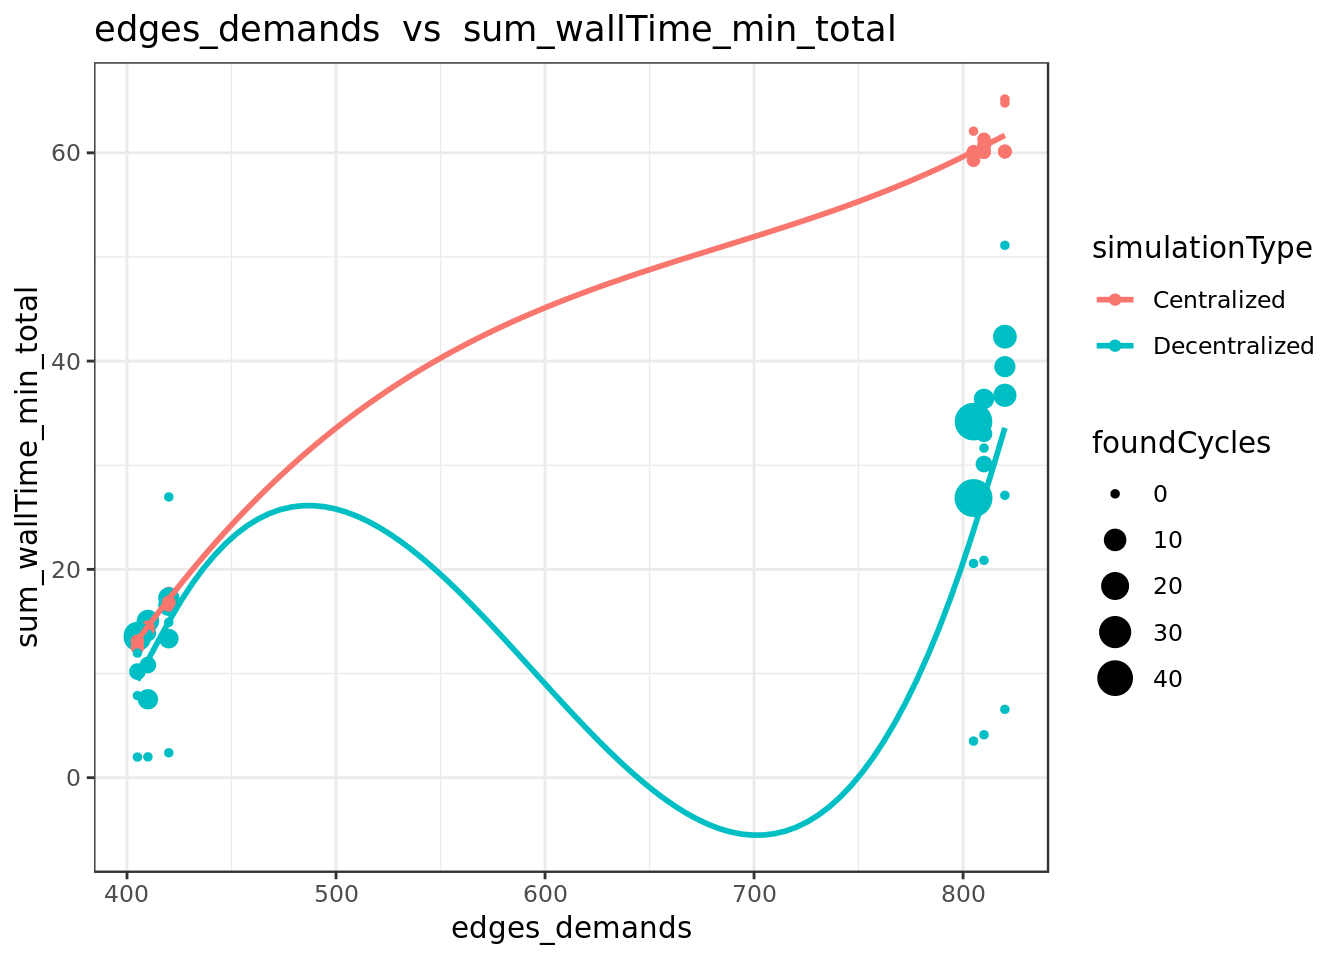 edges_demands vs sum_wallTime_min_total
sum_wallTime_min_total
60
40
20
0
400 500 600 700 800
edges_demands
simulationType
Centralized
Decentralized
foundCycles
0
10
20
30
40